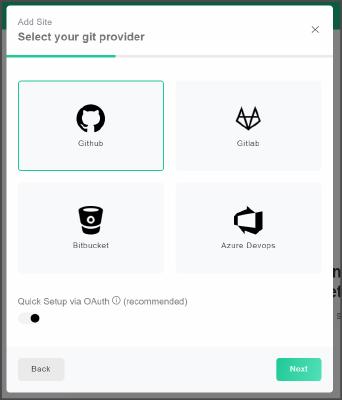 Add Site
Select your git provider
Github
Gitlab
Bitbucket
Azure Devops
Quick Setup via OAuth (recommended)
Back
Next